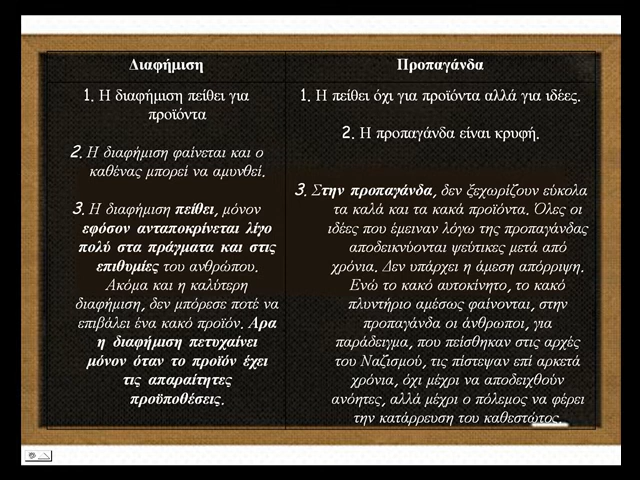 Διαφήμιση
1. Η διαφήμιση πείθει για
προϊόντα
2. Η διαφήμιση φαίνεται και ο
καθένας μπορεί να αμυνθεί.
3. Η διαφήμιση πείθει, μόνον
εφόσον ανταποκρίνεται λίγο
πολύ στα πράγματα και στις
επιθυμίες του ανθρώπου.
Ακόμα και η καλύτερη
διαφήμιση, δεν μπόρεσε ποτέ να
επιβάλει ένα κακό προϊόν. Αρα
η διαφήμιση πετυχαίνει
μόνον όταν το προϊόν έχει
τις απαραίτητες
προϋποθέσεις.
Προπαγάνδα
1. Η πείθει όχι για προϊόντα αλλά για ιδέες.
2. Η προπαγάνδα είναι κρυφή.
3. Στην προπαγάνδα, δεν ξεχωρίζουν εύκολα
τα καλά και τα κακά προϊόντα. Όλες οι
ιδέες που έμειναν λόγω της προπαγάνδας
αποδεικνύονται ψεύτικες μετά από
χρόνια. Δεν υπάρχει η άμεση απόρριψη.
Ενώ το κακό αυτοκίνητο, το κακό
πλυντήριο αμέσως φαίνονται, στην
προπαγάνδα οι άνθρωποι, για
παράδειγμα, που πείσθηκαν στις αρχές
του Ναζισμού, τις πίστεψαν επί αρκετά
χρόνια, όχι μέχρι να αποδειχθούν
ανόητες, αλλά μέχρι ο πόλεμος να φέρει
την κατάρρευση του καθεστώτος.